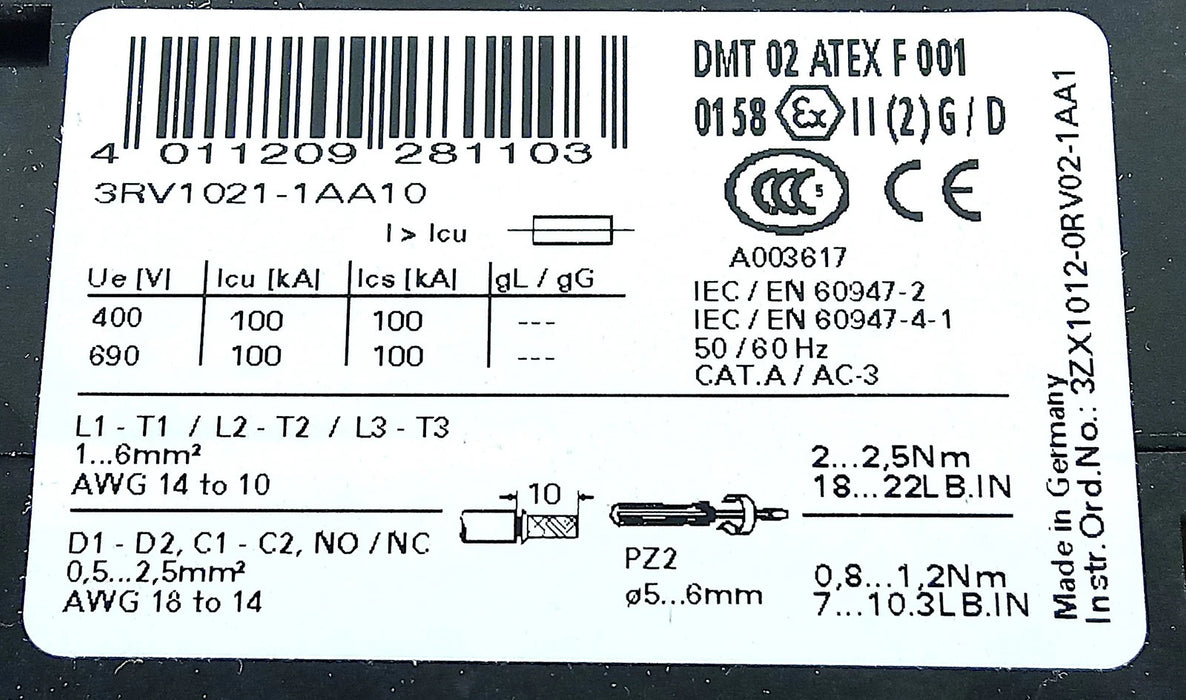 4 011209 281103
3RV1021-1AA10
I > Icu
Ue [V] Icu [kA] Ics [kA] gL / gG
400 100 100 ---
690 100 100 ---
DMT 02 ATEX F 001
0158 Ex II (2) G / D
CCC S CE
A003617
IEC / EN 60947-2
IEC / EN 60947-4-1
50 / 60 Hz
CAT.A / AC-3
L1 - T1 / L2 - T2 / L3 - T3
1...6mm²
AWG 14 to 10
D1 - D2, C1 - C2, NO / NC
0,5...2,5mm²
AWG 18 to 14
10
PZ2
ø5...6mm
2...2,5Nm
18...22LB.IN
0,8...1,2Nm
7...10.3LB.IN
Made in Germany
Instr.Ord.No.: 3ZX1012-0RV02-1AA1